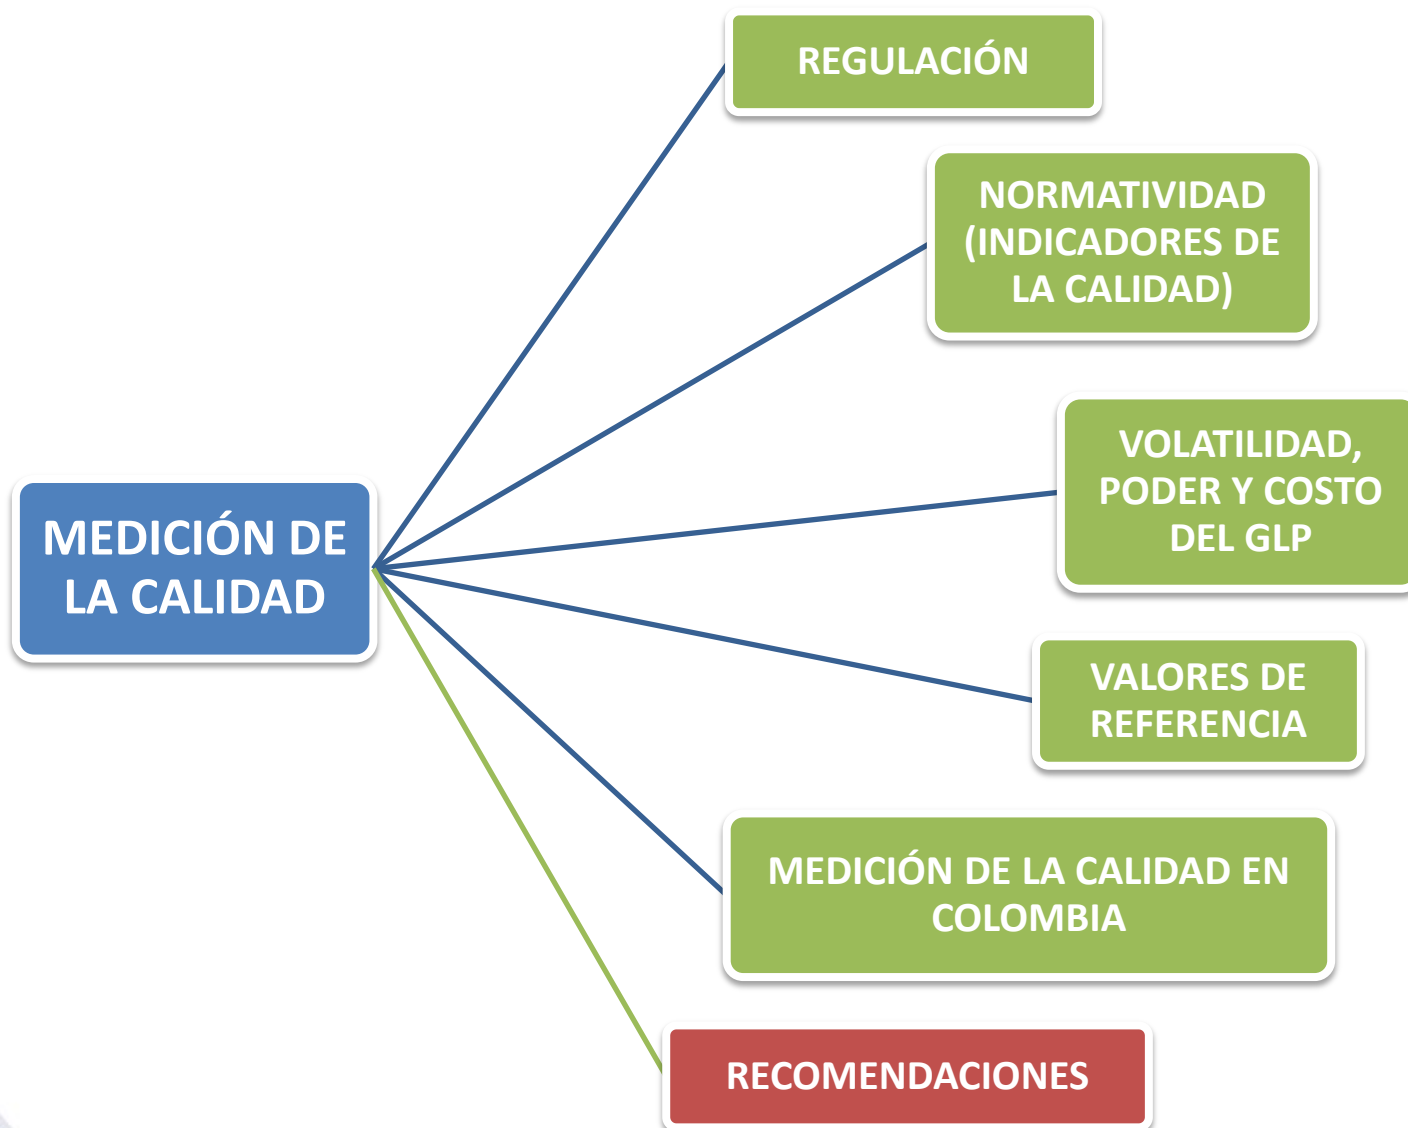 REGULACIÓN
NORMATIVIDAD
(INDICADORES DE
LA CALIDAD)
VOLATILIDAD,
PODER Y COSTO
DEL GLP
MEDICIÓN DE
LA CALIDAD
VALORES DE
REFERENCIA
MEDICIÓN DE LA CALIDAD EN
COLOMBIA
RECOMENDACIONES